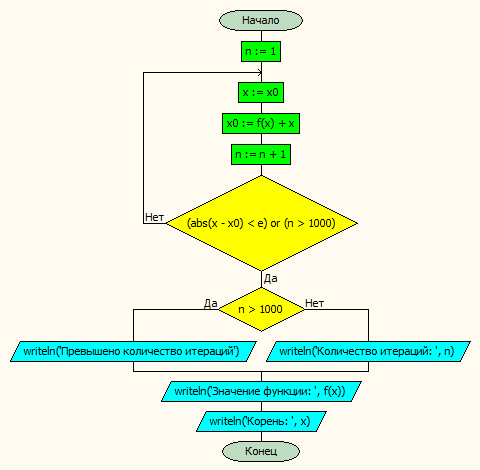 Начало
n := 1
x := x0
x0 := f(x) + x
n := n + 1
(abs(x - x0) < e) or (n > 1000)
Нет
Да
n > 1000
Да
Нет
writeln('Превышено количество итераций')
writeln('Количество итераций: ', n)
writeln('Значение функции: ', f(x))
writeln('Корень: ', x)
Конец